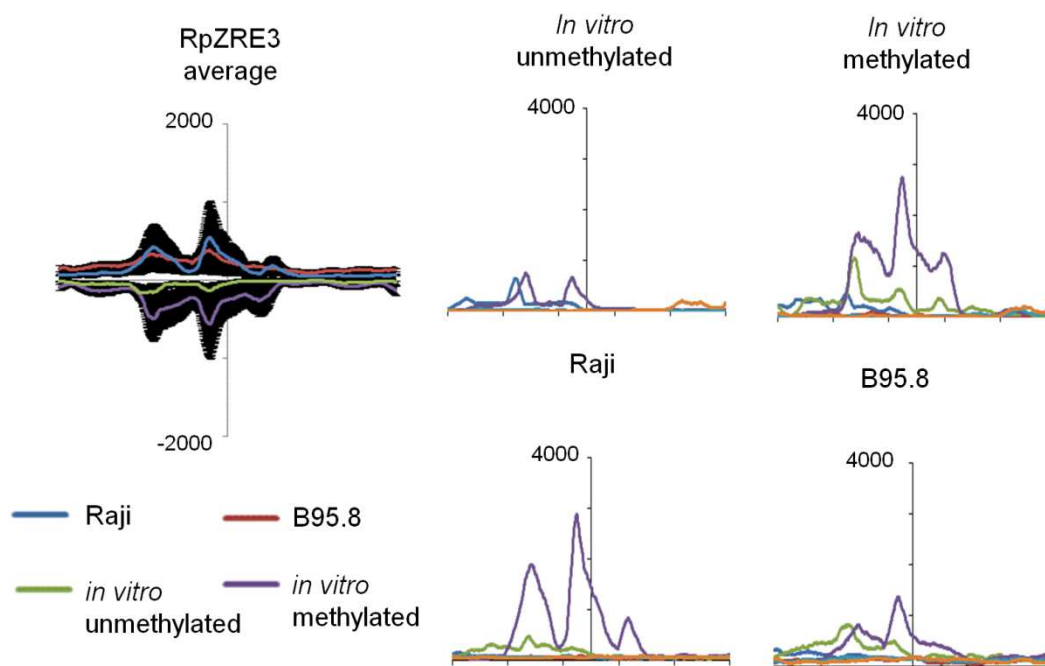 RpZRE3
average
2000
-2000
In vitro
unmethylated
4000
In vitro
methylated
4000
Raji
4000
B95.8
4000
Raji
B95.8
in vitro
unmethylated
in vitro
methylated